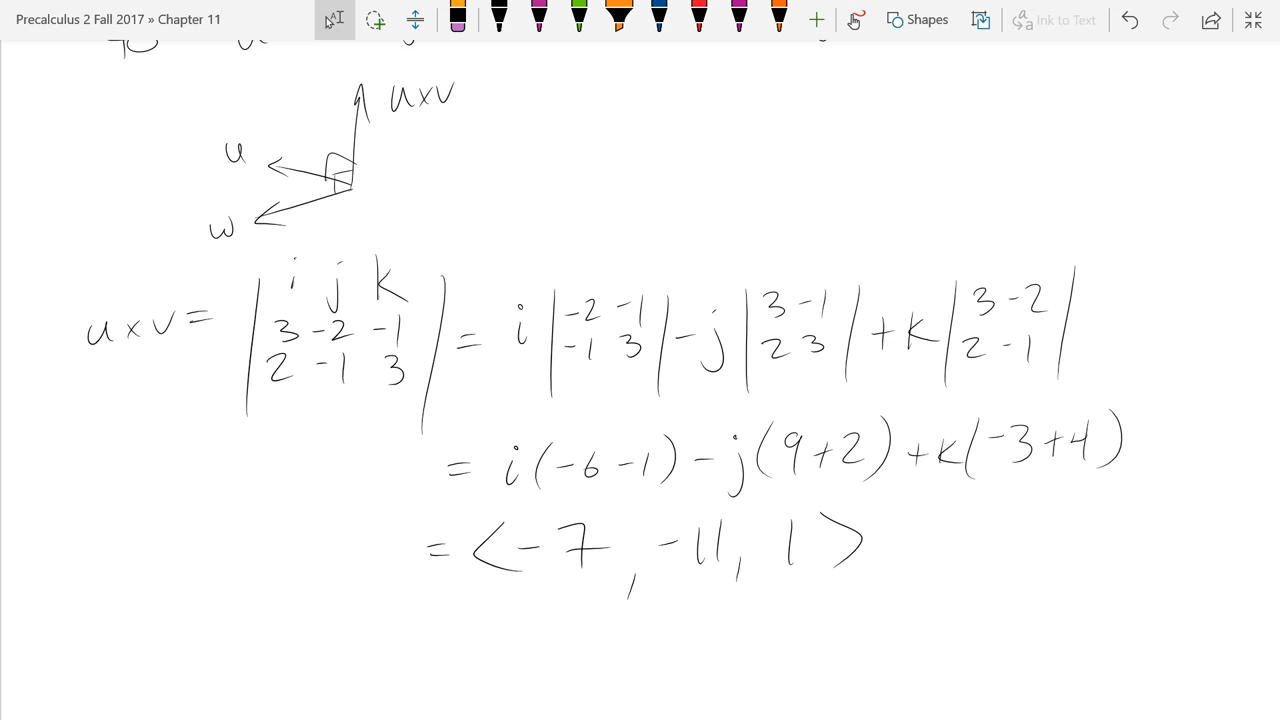 Precalculus 2 Fall 2017 » Chapter 11
Shapes
Ink to Text
u×v
u
w
u×v = | i j k | = i | -2 -1 | - j | 3 -1 | + k | 3 -2 |
| 3 -2 -1 | | -1 3 | | 2 3 | | 2 -1 |
| 2 -1 3 |
= i(-6-1) - j(9+2) + k(-3+4)
= < -7, -11, 1 >